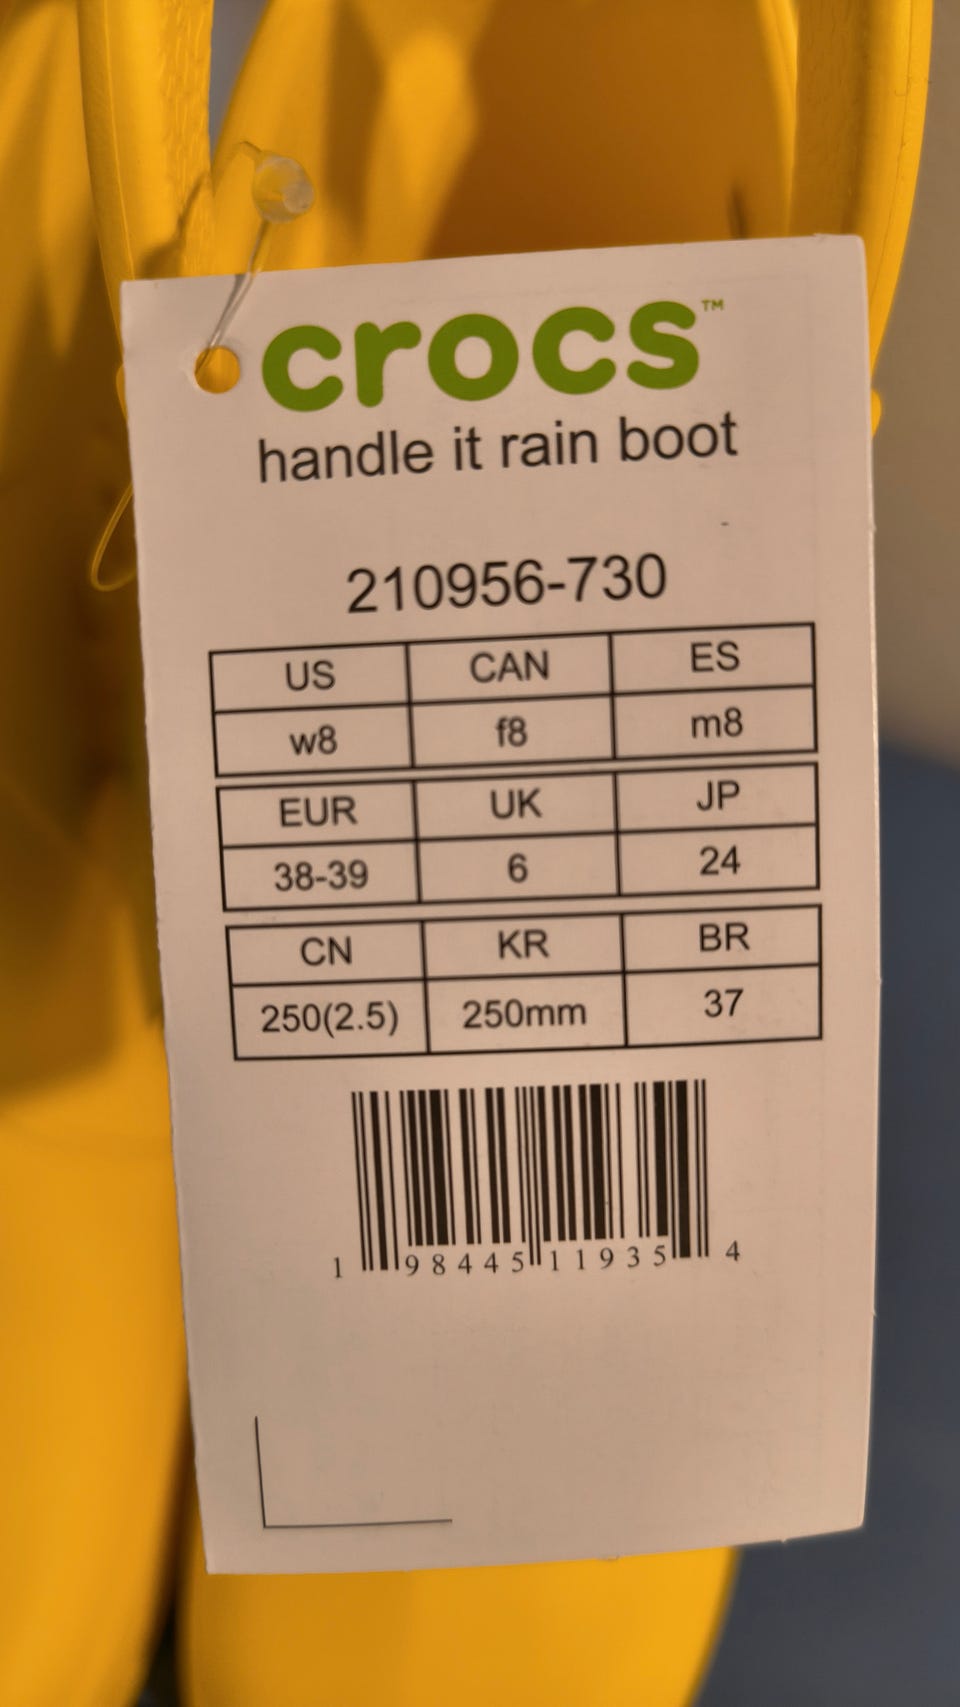 crocs™
handle it rain boot
210956-730
US CAN ES
w8 f8 m8
EUR UK JP
38-39 6 24
CN KR BR
250(2.5) 250mm 37
1 98445 11935 4